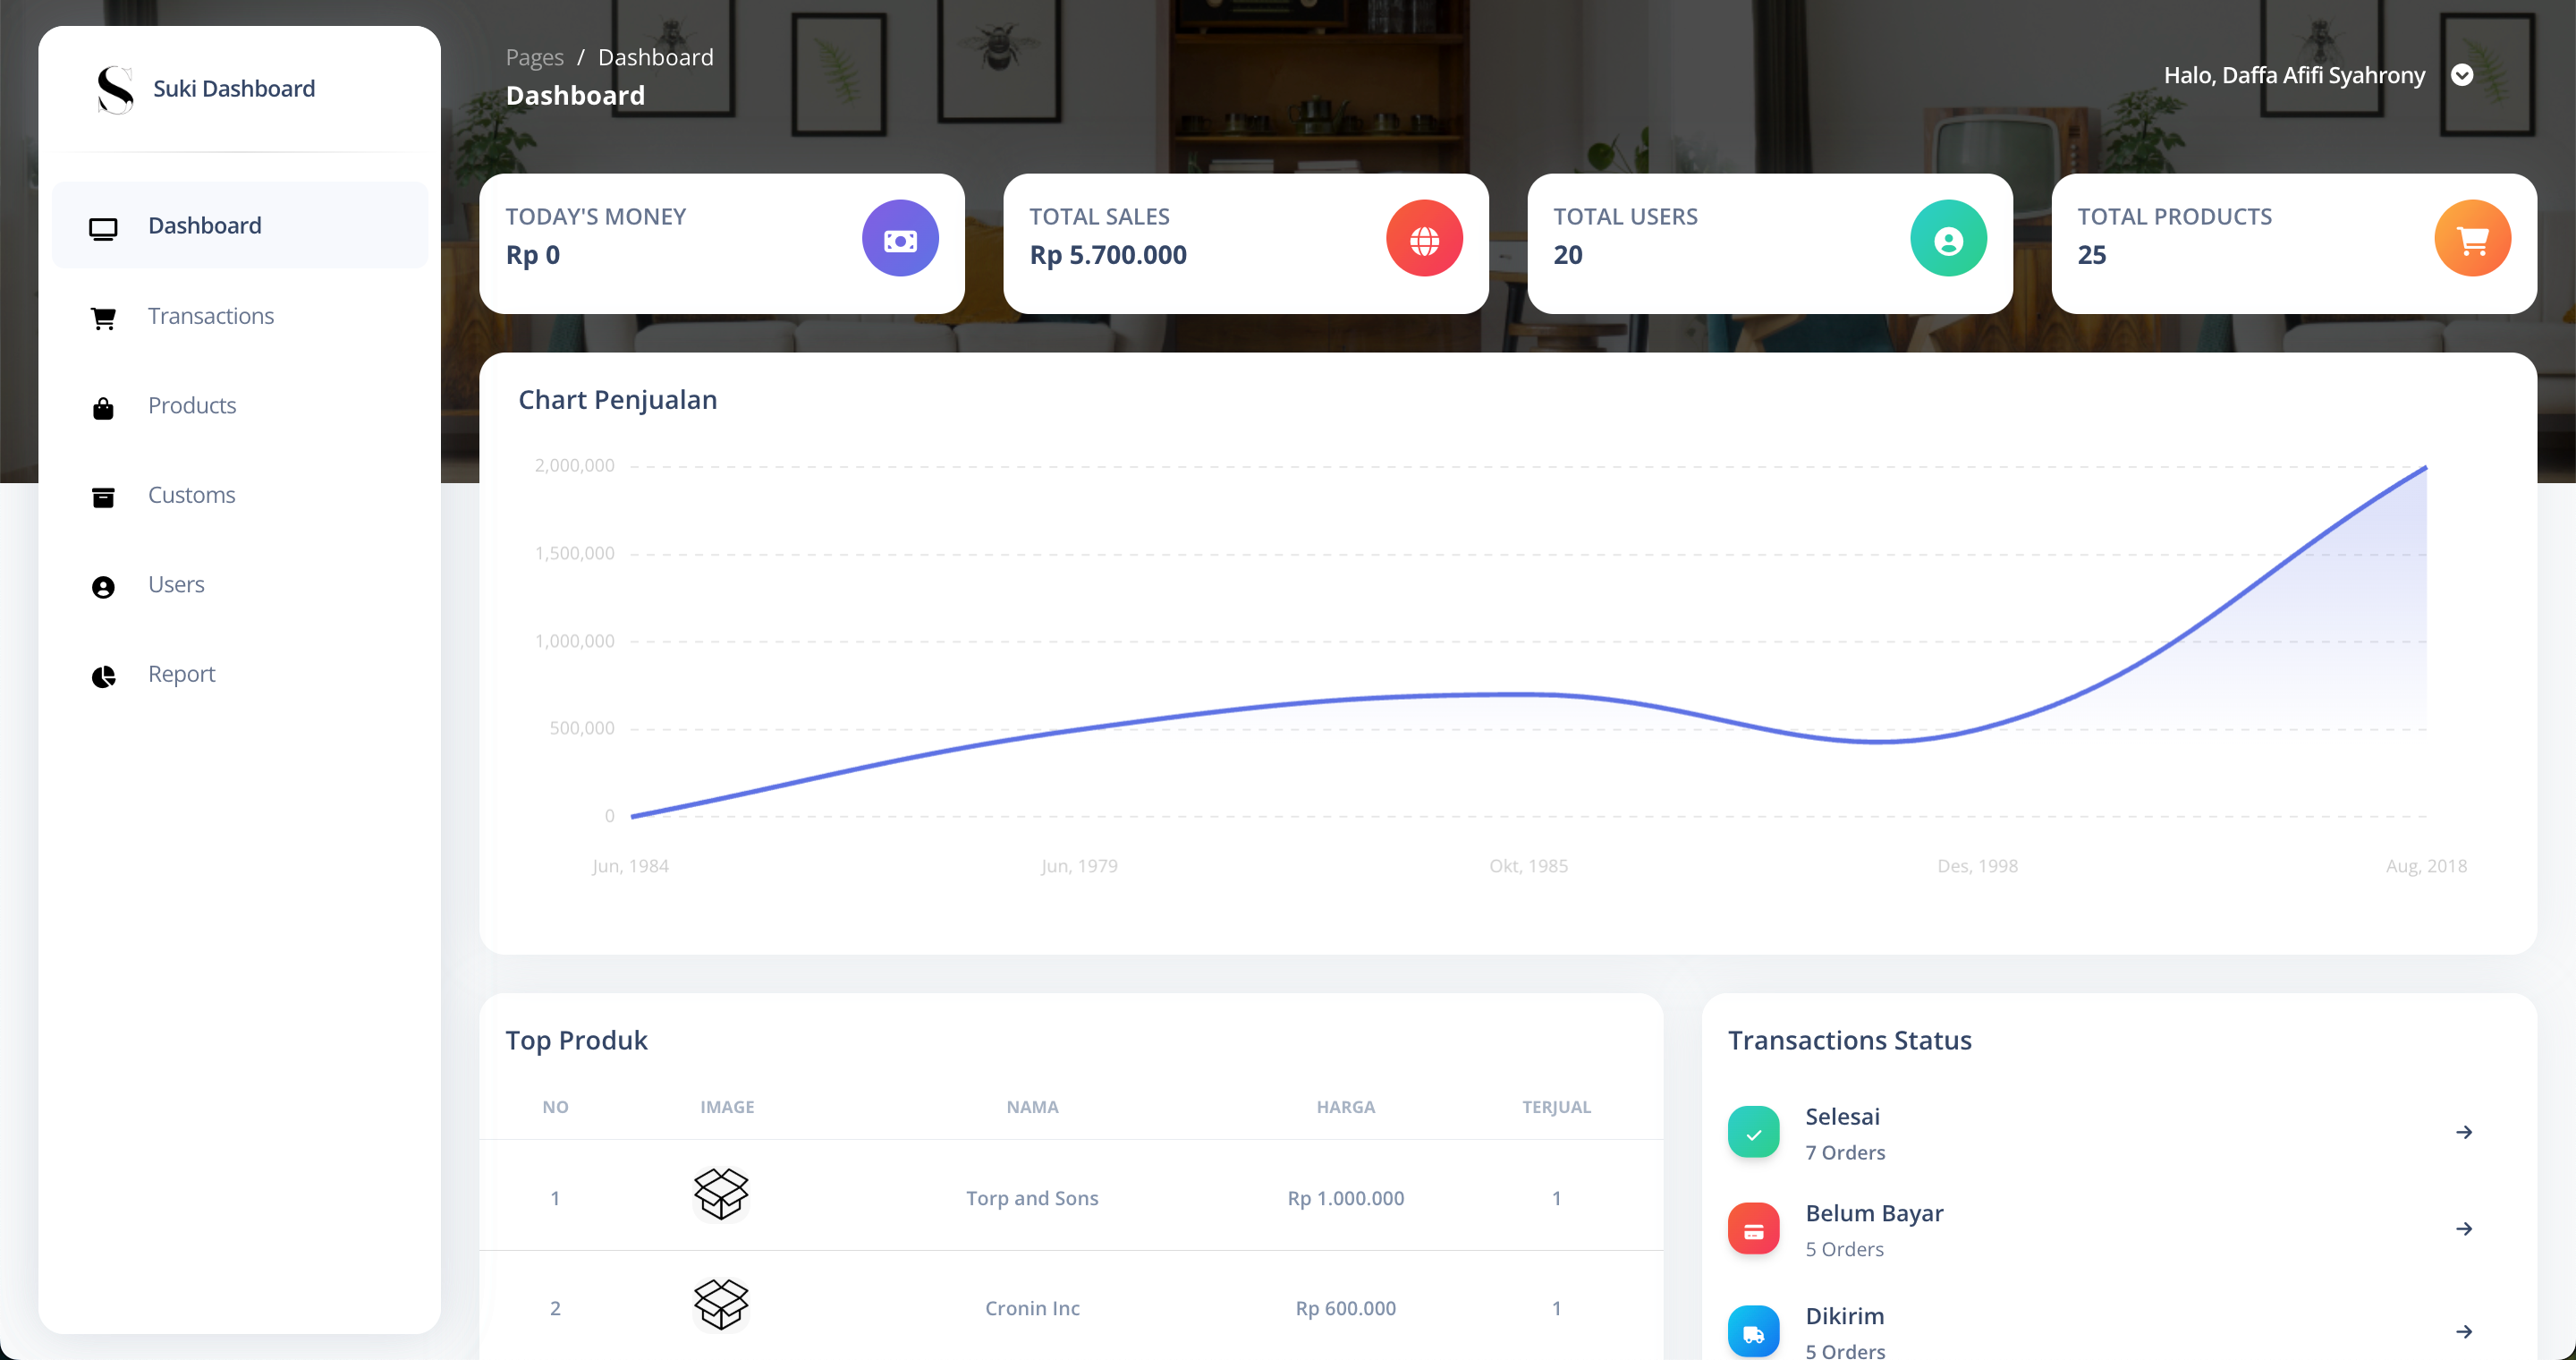 Suki Dashboard
Dashboard
Transactions
Products
Customs
Users
Report
Pages / Dashboard
Dashboard
Halo, Daffa Afifi Syahrony
TODAY'S MONEY
Rp 0
TOTAL SALES
Rp 5.700.000
TOTAL USERS
20
TOTAL PRODUCTS
25
Chart Penjualan
2,000,000
1,500,000
1,000,000
500,000
0
Jun, 1984 Jun, 1979 Okt, 1985 Des, 1998 Aug, 2018
Top Produk
NO IMAGE NAMA HARGA TERJUAL
1 Torp and Sons Rp 1.000.000 1
2 Cronin Inc Rp 600.000 1
Transactions Status
Selesai
7 Orders
Belum Bayar
5 Orders
Dikirim
5 Orders